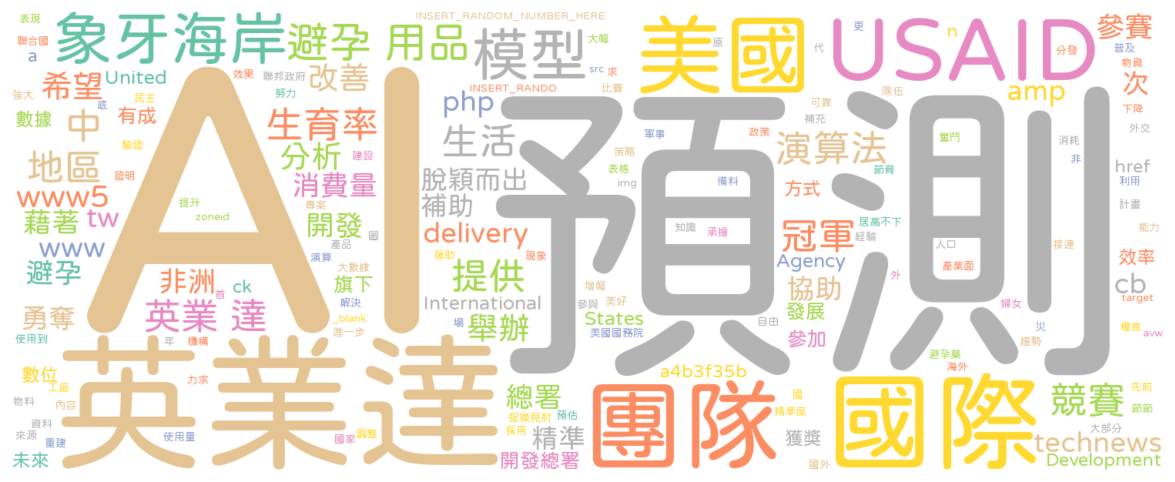 表現
聯合國
a
象牙海岸
避孕
用品
INSERT_RANDOM_NUMBER_HERE'
模型
大幅
src
求
原
美國
代
更
USAID
n
分發
參賽
普及
物資
次
下降
外交
希望
United
效果
聯邦政府
改善
努力
INSERT_RANDO
比賽
amp
隊伍
可靠
補充
強大
底
民主
有成
數據
中
驗證
生育率
php
生活
軍事
政策
策略
演算法
奮鬥
消耗
非
href
利用
地區
證明
分析
建設
消費量
脫穎而出
表格
img
備料
方式
節育
計畫
www5
藉著
tw
提升
zoneid
專案
開發
補助
delivery
知識
承擔
冠軍
居高不下
經驗
人口
接連
能力
www
產品
圖
演算
援助
現象
Agency
產業面
效率
避孕
非洲
ck
大數據
旗下
提供
增幅
協助
外
cb
target
勇奪
英業 達
首
解決
International
參與
美好
發展
婦女
災
使用到
年
機構
_blank'
進一步
場
舉辦
States
美國國務院
自由
參加
趨勢
糧食
avw
AI
預測
避孕藥
海外
數位
工廠
力求
英業達
a4b3f35b
總署
團隊
國
國際
競賽
先前
節節
物料
內容
捉襟見肘
預估
精準度
資料
採用
精準
獲獎
大部分
來源
重建
使用量
國家
調整
technews
未來
開發總署
國外
Development